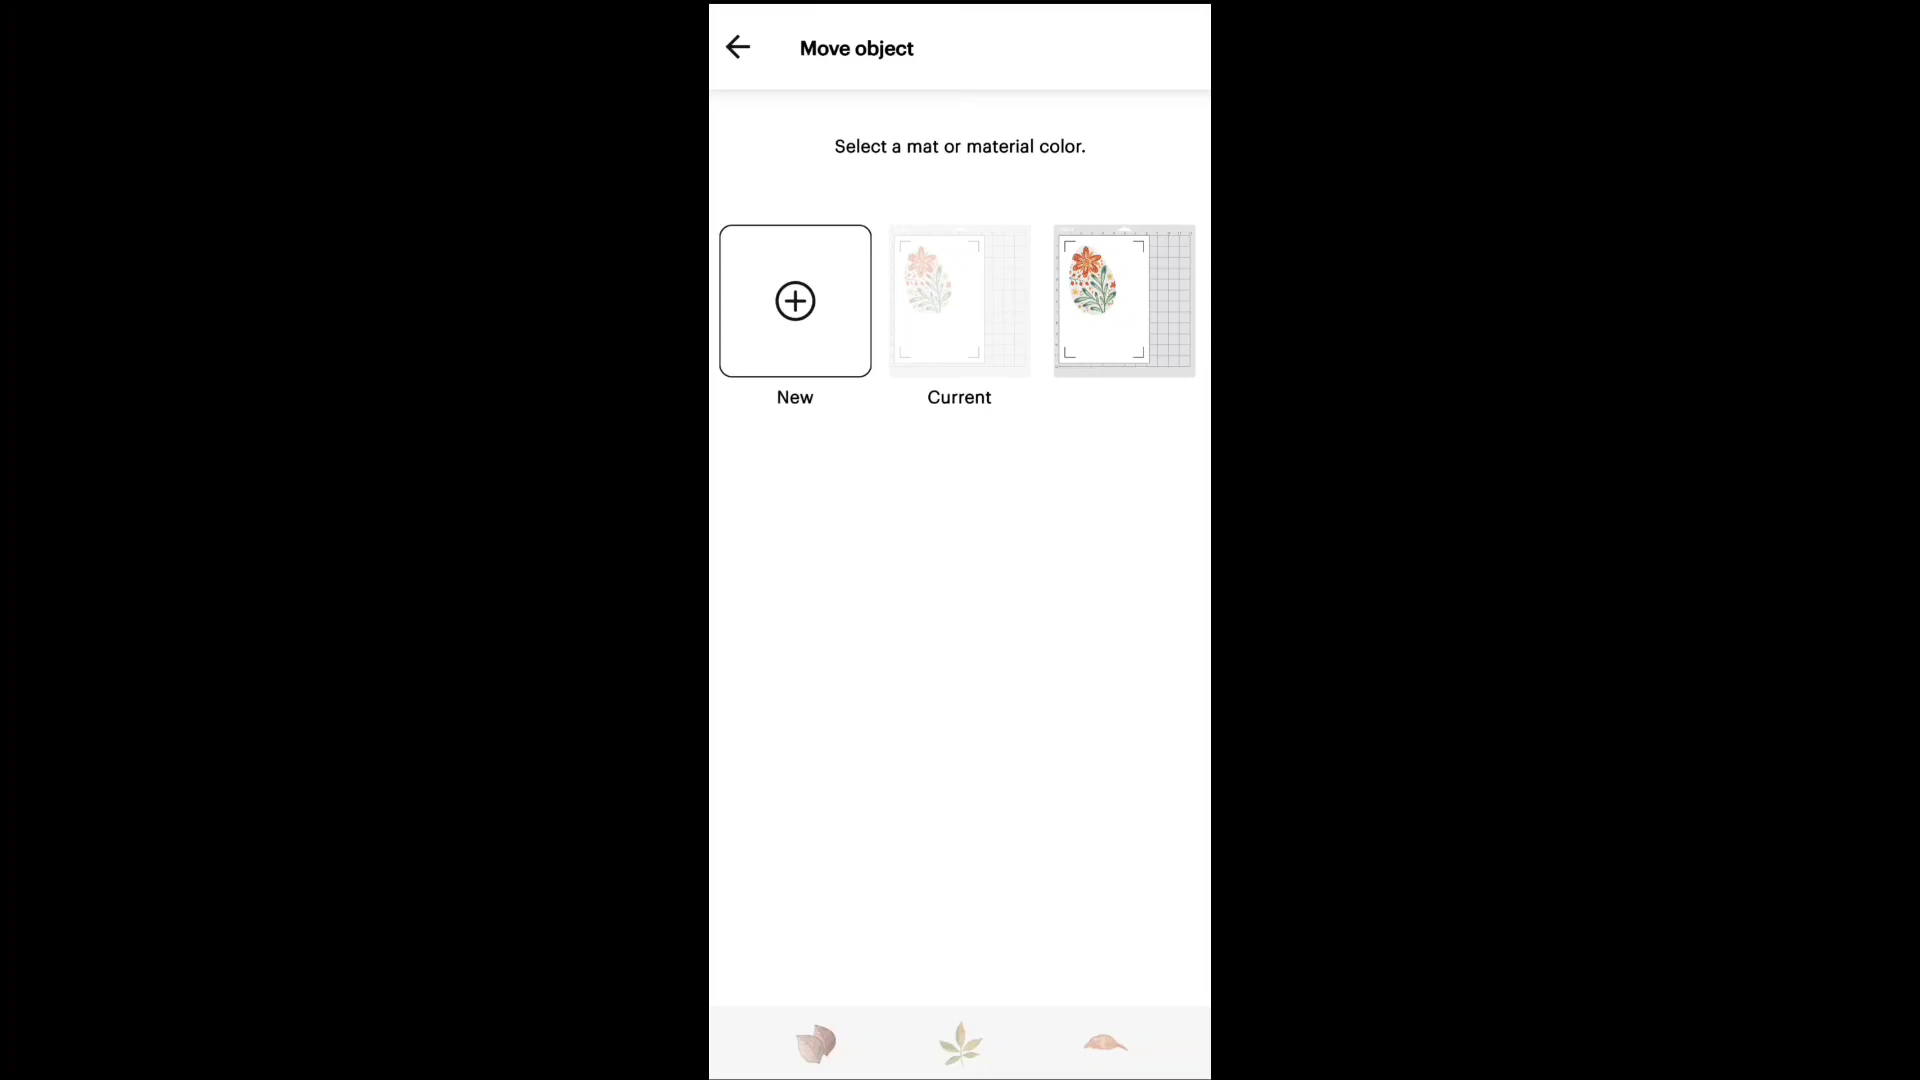 Move object
Select a mat or material color.
New
Current